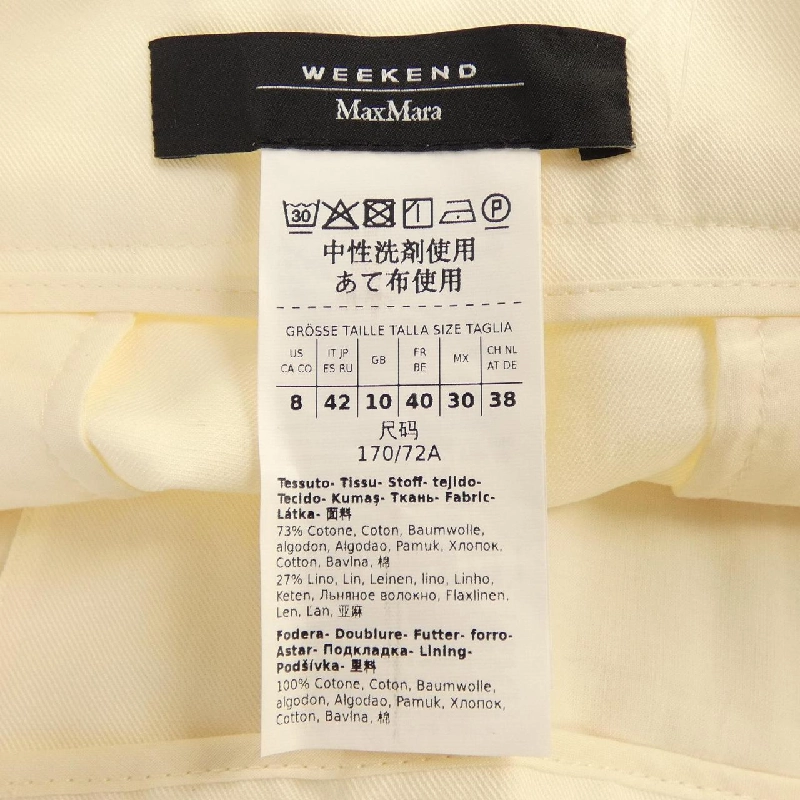 WEEKEND
MaxMara
30 P
中性洗剤使用
あて布使用
GRÖSSE TAILLE TALLA SIZE TAGLIA
US CA CO IT JP ES RU GB FR BE MX CH NL AT DE
8 42 10 40 30 38
尺码
170/72A
Tessuto- Tissu- Stoff- tejido-
Tecido- Kumaş- Ткань- Fabric-
Látka- 面料
73% Cotone, Coton, Baumwolle,
algodon, Algodao, Pamuk, Хлопок,
Cotton, Bavlna, 棉
27% Lino, Lin, Leinen, lino, Linho,
Keten, Льняное волокно, Flaxlinen,
Len, Ľan, 亚麻
Fodera- Doublure- Futter- forro-
Astar- Подкладка- Lining-
Podšívka- 里料
100% Cotone, Coton, Baumwolle,
algodon, Algodao, Pamuk, Хлопок,
Cotton, Bavlna, 棉